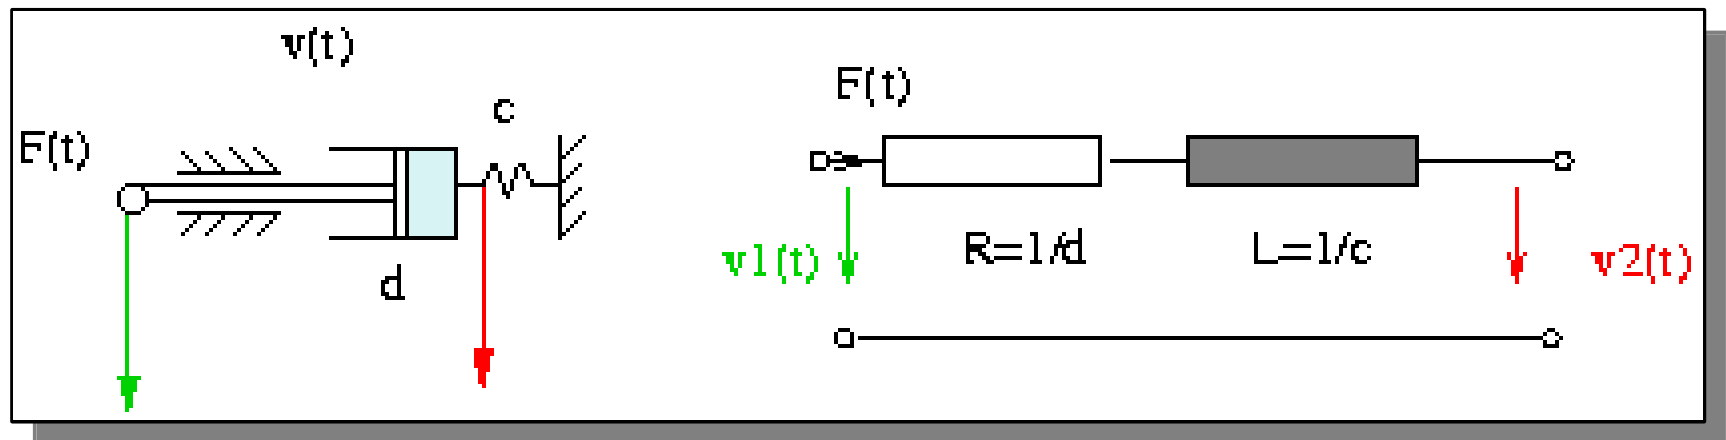 v(t)
F(t)
c
d
F(t)
v1(t)
R=1/d
L=1/c
v2(t)